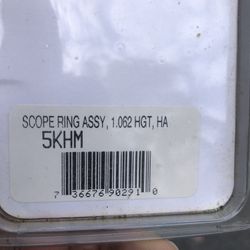 SCOPE RING ASSY, 1.062 HGT, HA
5KHM
7 36676 90291 0